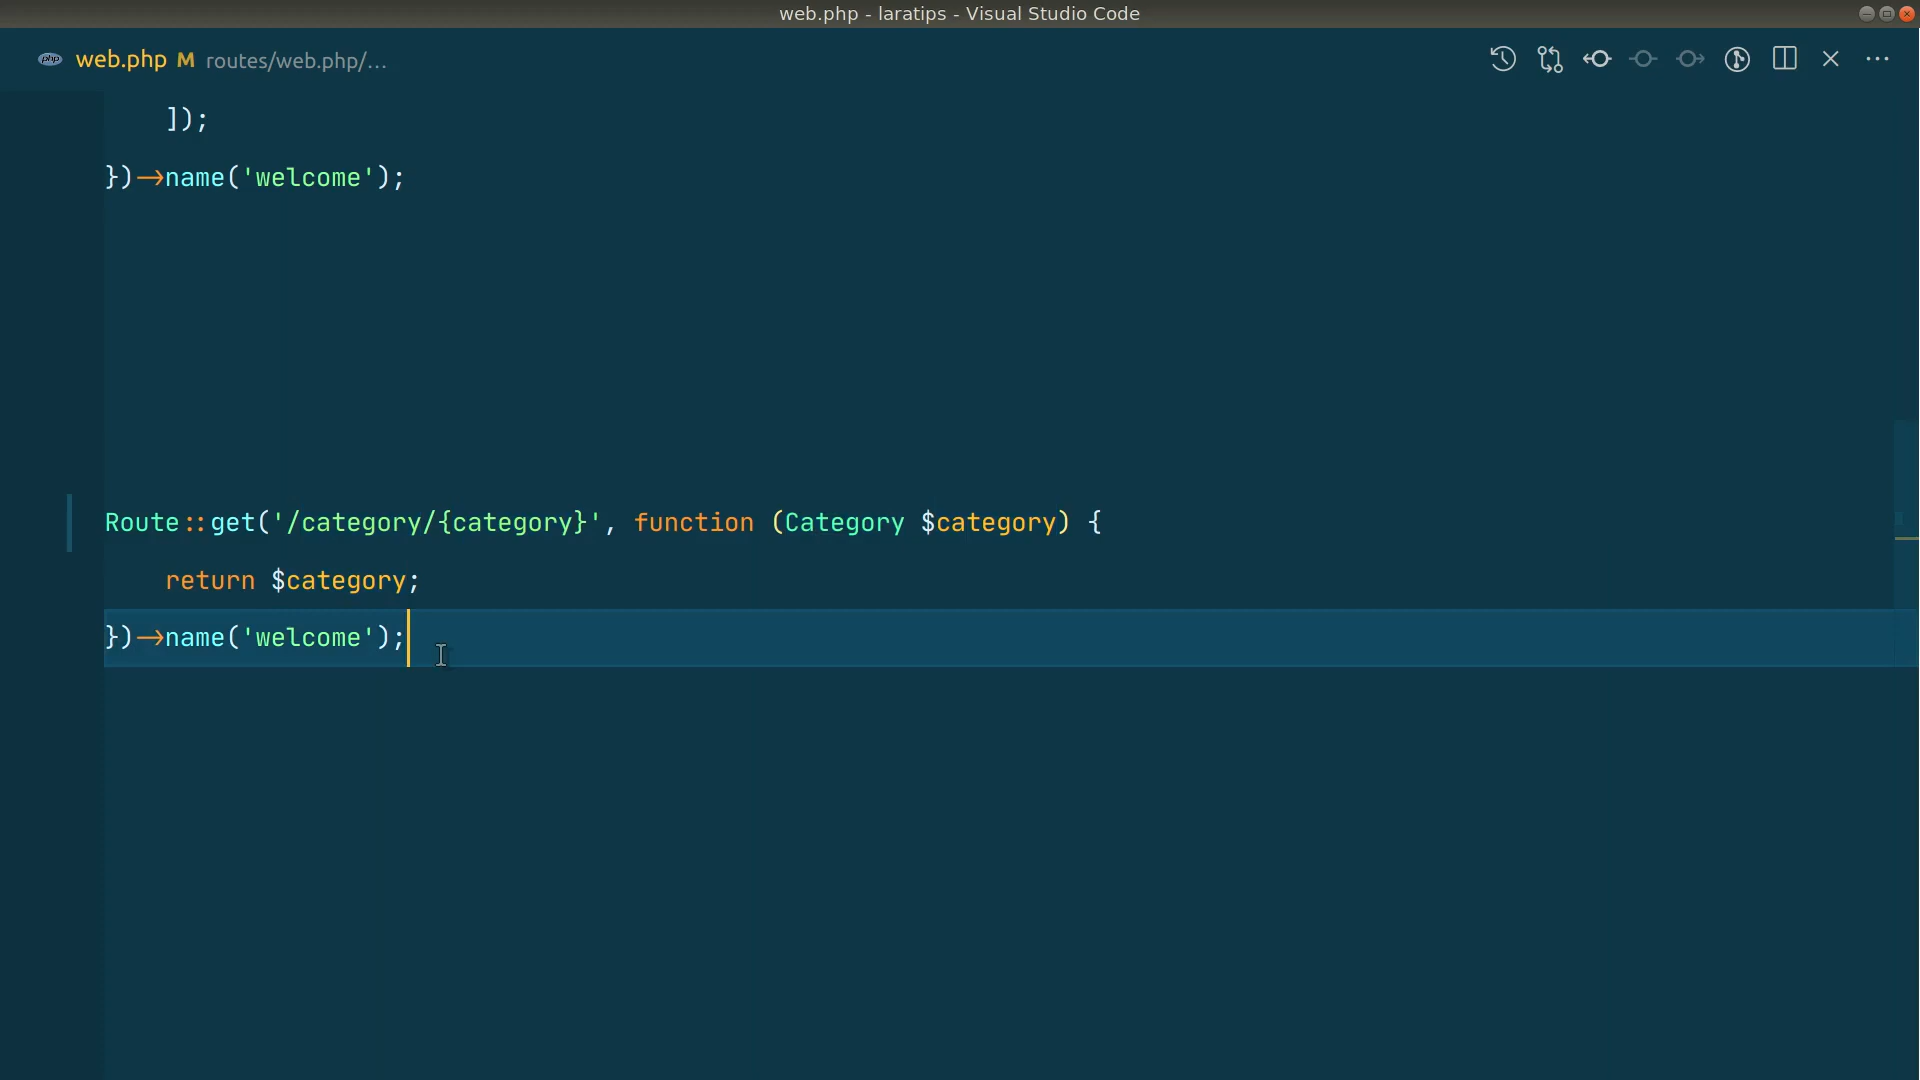 web.php - laratips - Visual Studio Code
php web.php M routes/web.php/...
]);
})->name('welcome');
Route::get('/category/{category}', function (Category $category) {
return $category;
})->name('welcome');